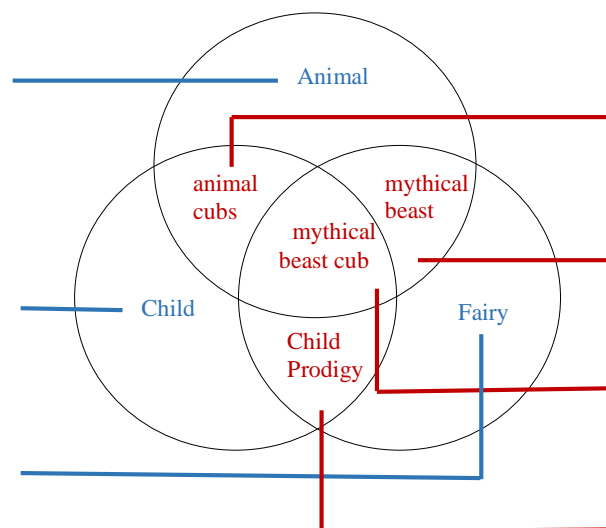 Animal
animal
cubs
mythical
beast
mythical
beast cub
Child
Fairy
Child
Prodigy